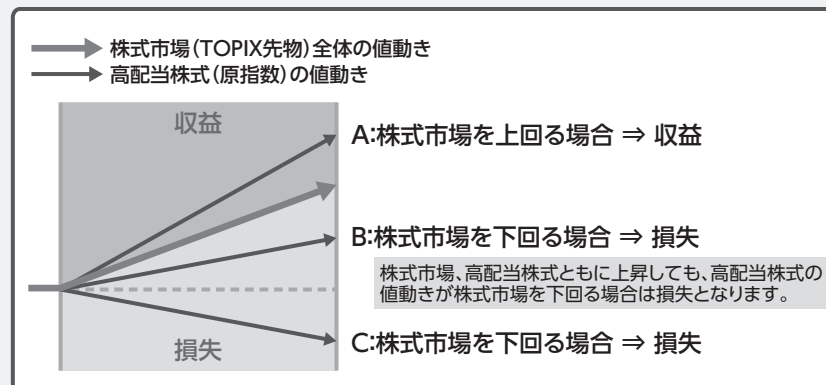 株式市場(TOPIX先物)全体の値動き
高配当株式(原指数)の値動き
収益
A:株式市場を上回る場合 ⇒ 収益
B:株式市場を下回る場合 ⇒ 損失
株式市場、高配当株式ともに上昇しても、高配当株式の
値動きが株式市場を下回る場合は損失となります。
損失
C:株式市場を下回る場合 ⇒ 損失